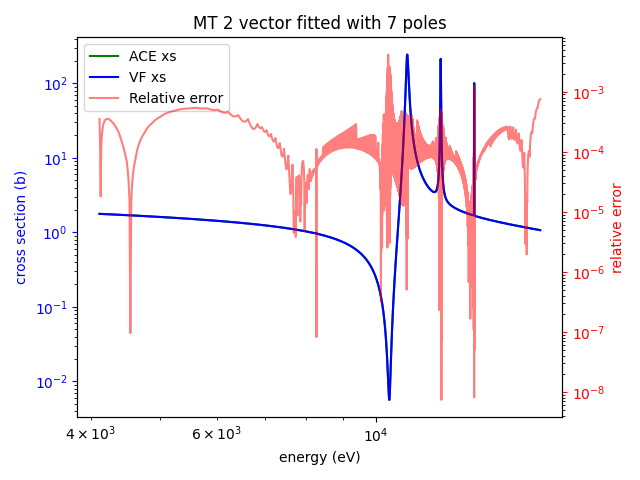 MT 2 vector fitted with 7 poles
ACE xs
VF xs
Relative error
10²
10¹
10⁰
10⁻¹
10⁻²
cross section (b)
10⁻³
10⁻⁴
10⁻⁵
10⁻⁶
10⁻⁷
10⁻⁸
relative error
4 × 10³
6 × 10³
10⁴
energy (eV)